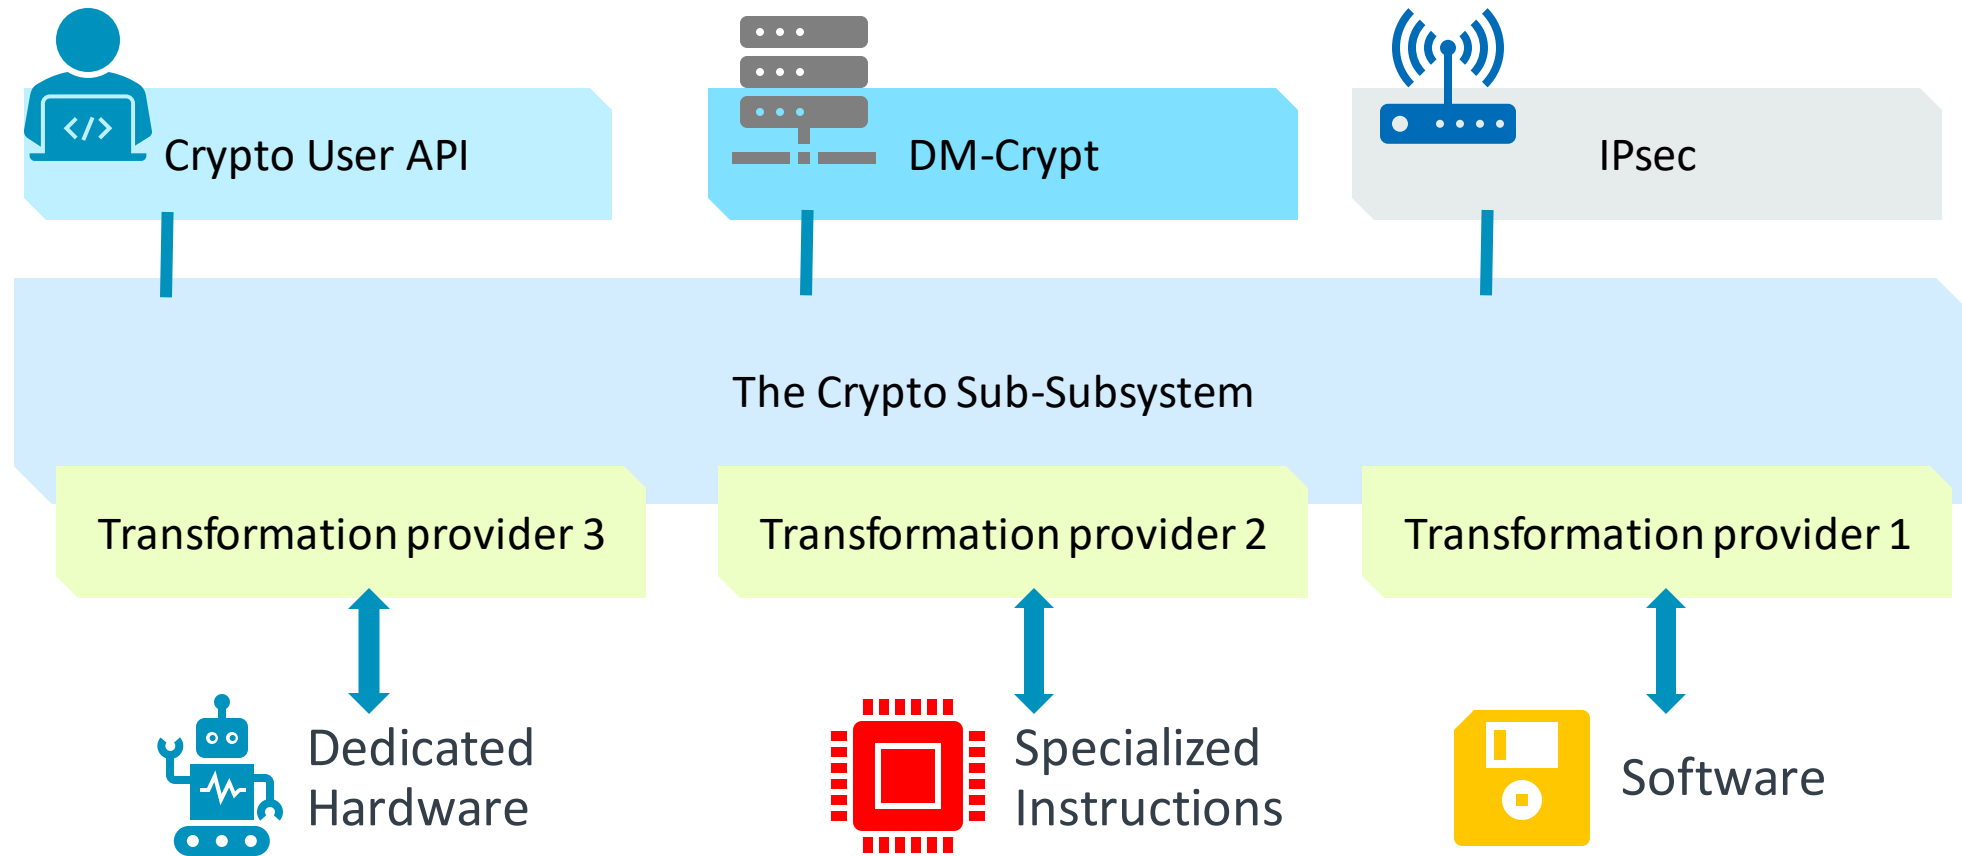 </>
Crypto User API
DM-Crypt
IPsec
The Crypto Sub-Subsystem
Transformation provider 3
Transformation provider 2
Transformation provider 1
Dedicated
Hardware
Specialized
Instructions
Software